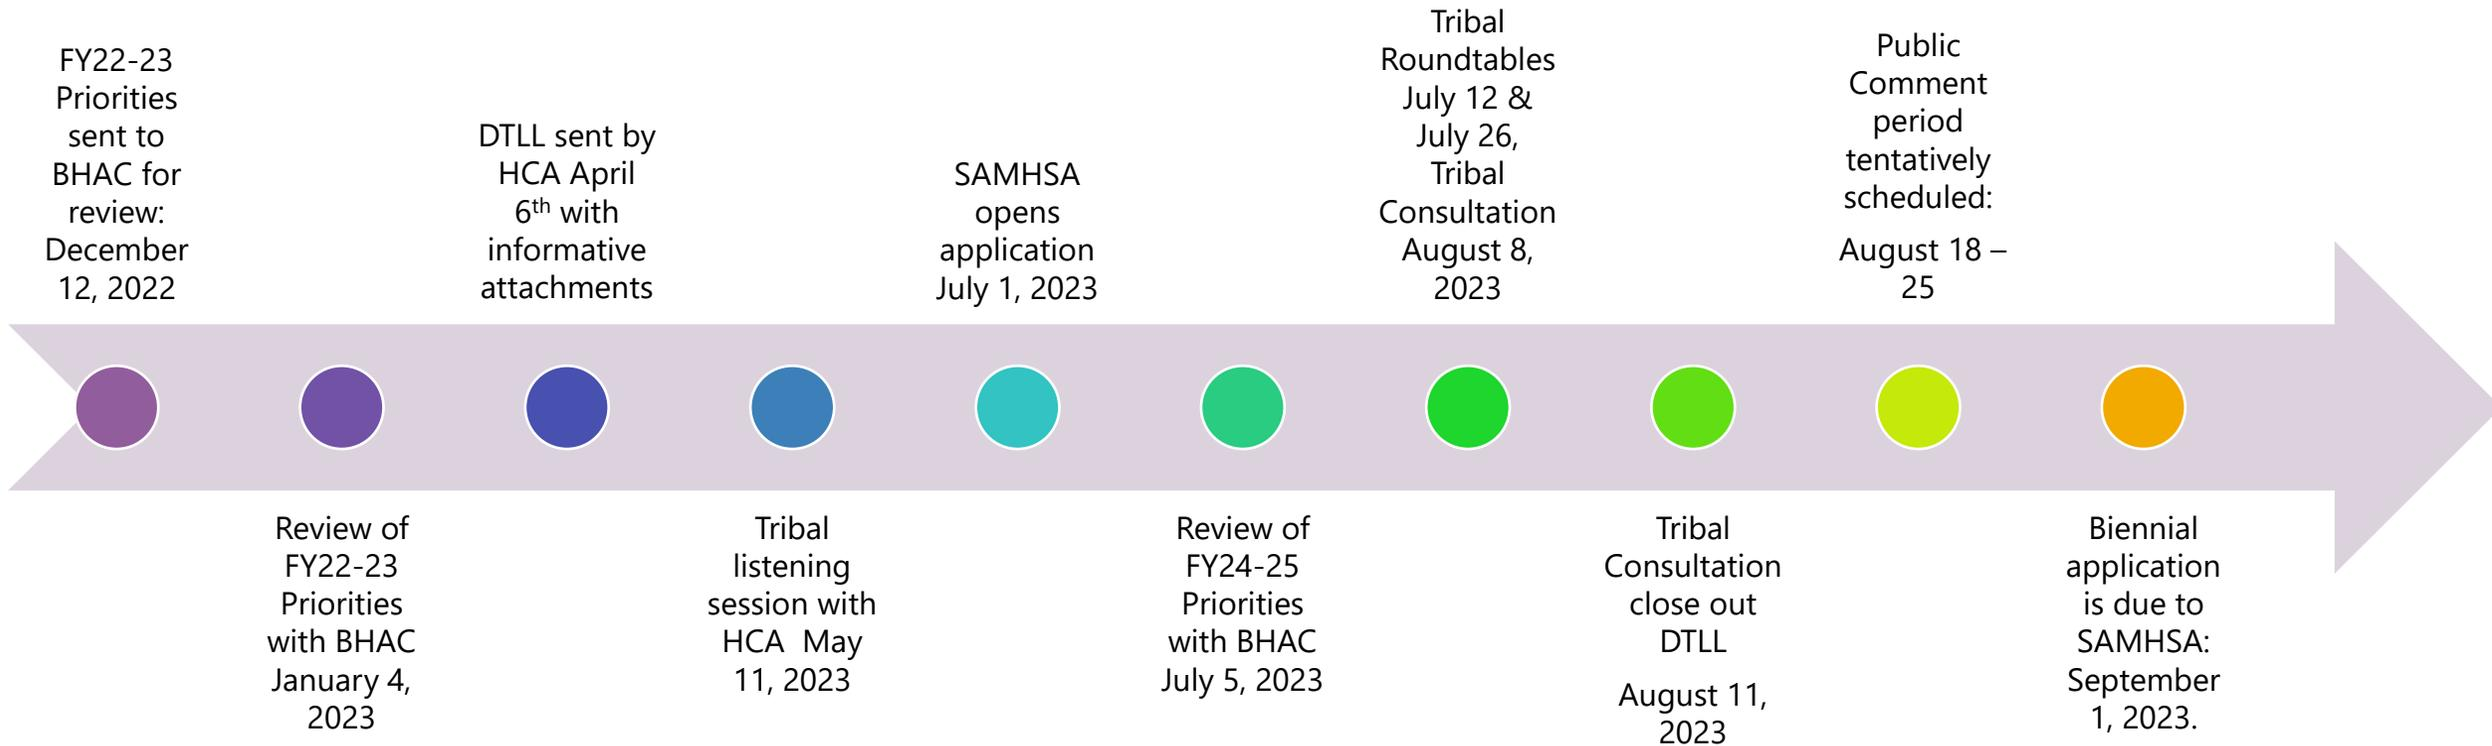 FY22-23
Priorities
sent to
BHAC for
review:
December
12, 2022
Review of
FY22-23
Priorities
with BHAC
January 4,
2023
DTLL sent by
HCA April
6th with
informative
attachments
Tribal
listening
session with
HCA  May
11, 2023
SAMHSA
opens
application
July 1, 2023
Review of
FY24-25
Priorities
with BHAC
July 5, 2023
Tribal
Roundtables
July 12 &
July 26,
Tribal
Consultation
August 8,
2023
Tribal
Consultation
close out
DTLL
August 11,
2023
Public
Comment
period
tentatively
scheduled:
August 18 –
25
Biennial
application
is due to
SAMHSA:
September
1, 2023.